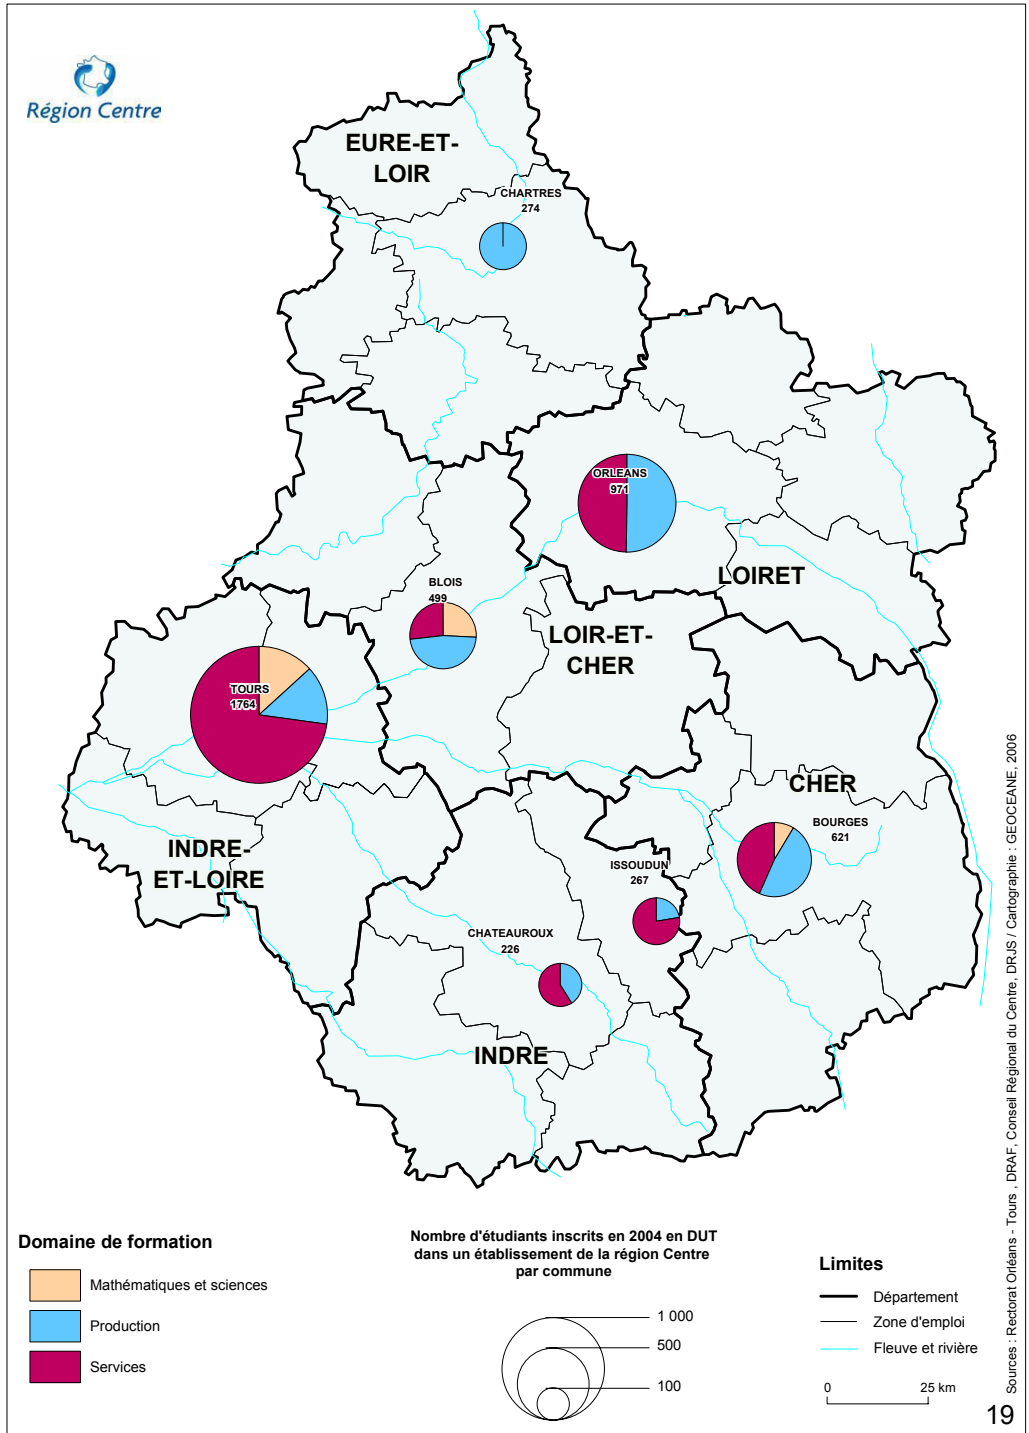 Région Centre
EURE-ET-
LOIR
CHARTRES
274
ORLEANS
971
LOIRET
BLOIS
499
LOIR-ET-
CHER
TOURS
1764
CHER
BOURGES
621
INDRE-
ET-LOIRE
ISSOUDUN
267
CHATEAUROUX
226
INDRE
Domaine de formation
Mathématiques et sciences
Production
Services
Nombre d'étudiants inscrits en 2004 en DUT
dans un établissement de la région Centre
par commune
1 000
500
100
Limites
Département
Zone d'emploi
Fleuve et rivière
0 25 km
Sources : Rectorat Orléans - Tours , DRAF, Conseil Régional du Centre, DRJS / Cartographie : GEOCEANE, 2006
19